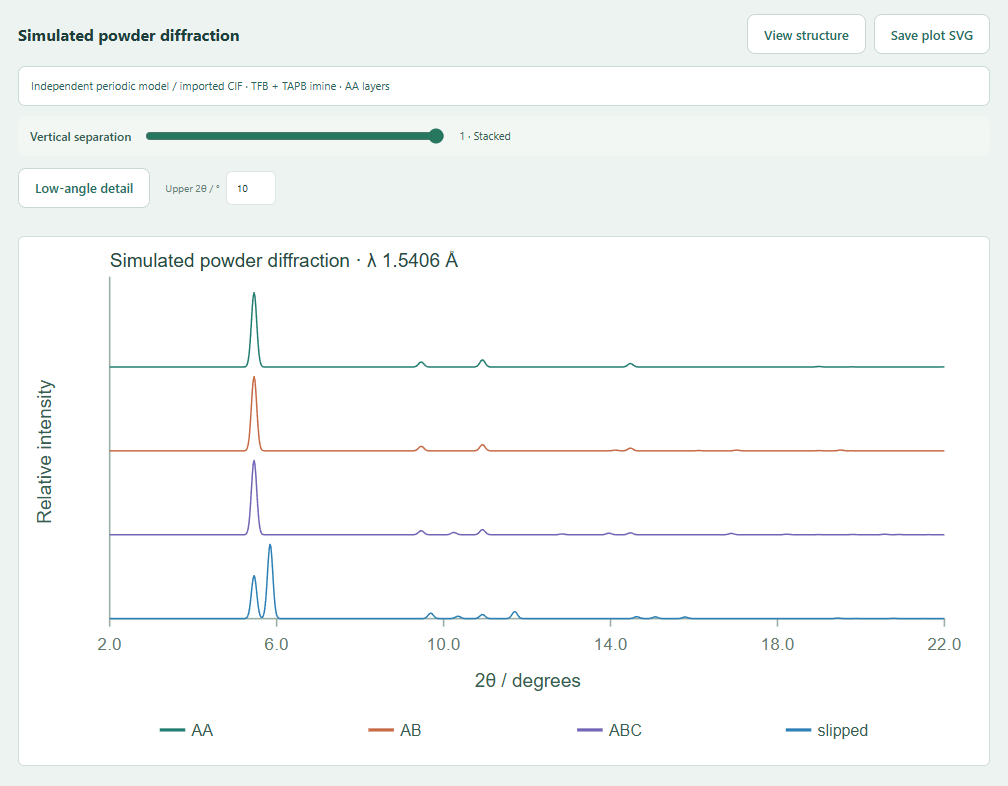 Simulated powder diffraction
View structure
Save plot SVG
Independent periodic model / imported CIF · TFB + TAPB imine · AA layers
Vertical separation
1 · Stacked
Low-angle detail
Upper 2θ / °
10
Simulated powder diffraction · λ 1.5406 Å
Relative intensity
2.0 6.0 10.0 14.0 18.0 22.0
2θ / degrees
AA AB ABC slipped